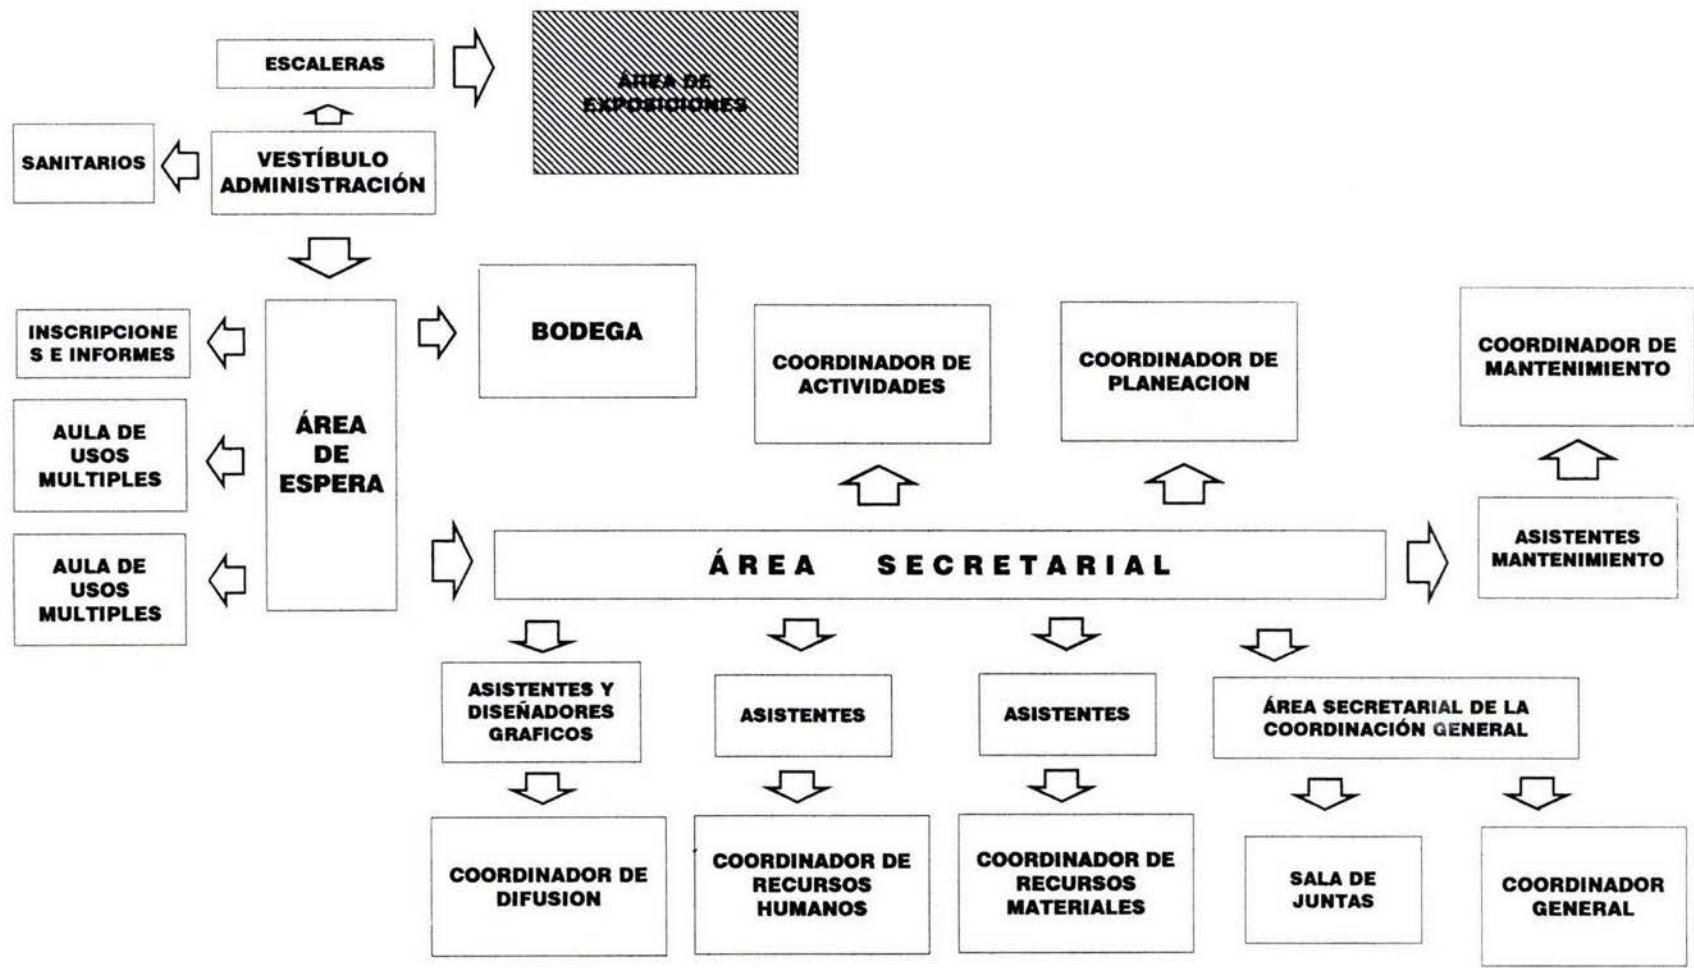 ESCALERAS
ÁREA DE
EXPOSICIONES
SANITARIOS
VESTÍBULO
ADMINISTRACIÓN
INSCRIPCIONE
S E INFORMES
AULA DE
USOS
MULTIPLES
AULA DE
USOS
MULTIPLES
ÁREA
DE
ESPERA
BODEGA
COORDINADOR DE
ACTIVIDADES
COORDINADOR DE
PLANEACION
COORDINADOR DE
MANTENIMIENTO
ÁREA SECRETARIAL
ASISTENTES
MANTENIMIENTO
ASISTENTES Y
DISEÑADORES
GRAFICOS
ASISTENTES
ASISTENTES
ÁREA SECRETARIAL DE LA
COORDINACIÓN GENERAL
COORDINADOR DE
DIFUSION
COORDINADOR DE
RECURSOS
HUMANOS
COORDINADOR DE
RECURSOS
MATERIALES
SALA DE
JUNTAS
COORDINADOR
GENERAL